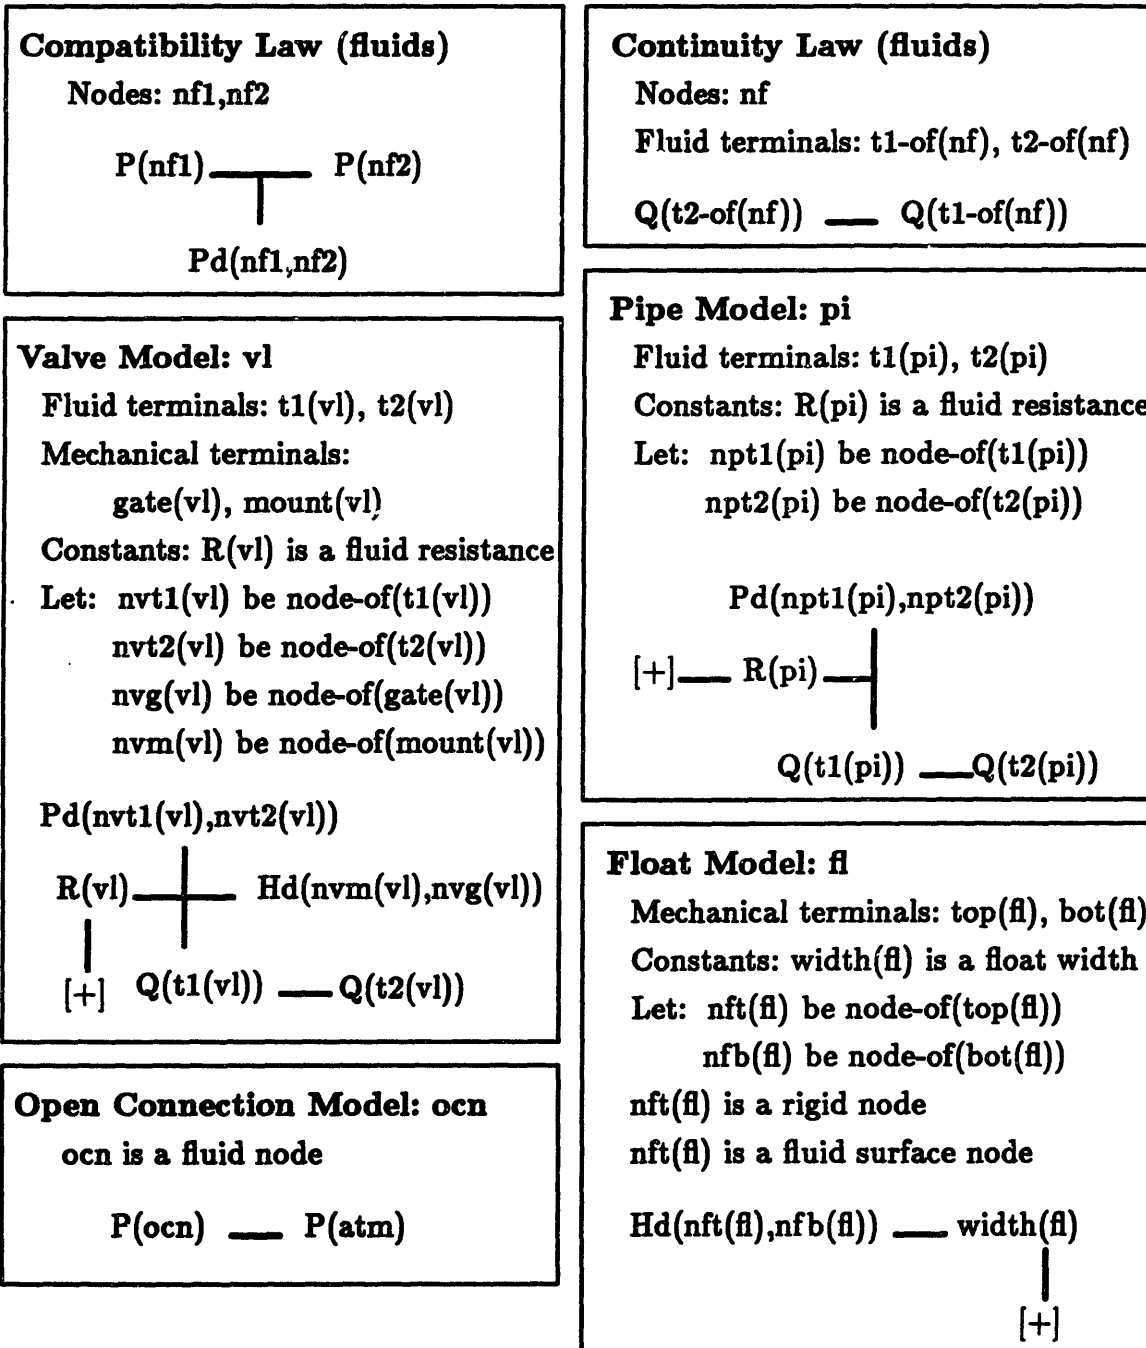 Compatibility Law (fluids)
Nodes: nf1,nf2
P(nf1) P(nf2)
Pd(nf1,nf2)
Valve Model: vl
Fluid terminals: t1(vl), t2(vl)
Mechanical terminals:
gate(vl), mount(vl)
Constants: R(vl) is a fluid resistance
Let: nvt1(vl) be node-of(t1(vl))
nvt2(vl) be node-of(t2(vl))
nvg(vl) be node-of(gate(vl))
nvm(vl) be node-of(mount(vl))
Pd(nvt1(vl),nvt2(vl))
R(vl) Hd(nvm(vl),nvg(vl))
[+] Q(t1(vl)) Q(t2(vl))
Open Connection Model: ocn
ocn is a fluid node
P(ocn) P(atm)
Continuity Law (fluids)
Nodes: nf
Fluid terminals: t1-of(nf), t2-of(nf)
Q(t2-of(nf)) Q(t1-of(nf))
Pipe Model: pi
Fluid terminals: t1(pi), t2(pi)
Constants: R(pi) is a fluid resistance
Let: npt1(pi) be node-of(t1(pi))
npt2(pi) be node-of(t2(pi))
Pd(npt1(pi),npt2(pi))
[+] R(pi)
Q(t1(pi)) Q(t2(pi))
Float Model: fl
Mechanical terminals: top(fl), bot(fl)
Constants: width(fl) is a float width
Let: nft(fl) be node-of(top(fl))
nfb(fl) be node-of(bot(fl))
nft(fl) is a rigid node
nft(fl) is a fluid surface node
Hd(nft(fl),nfb(fl)) width(fl)
[+]